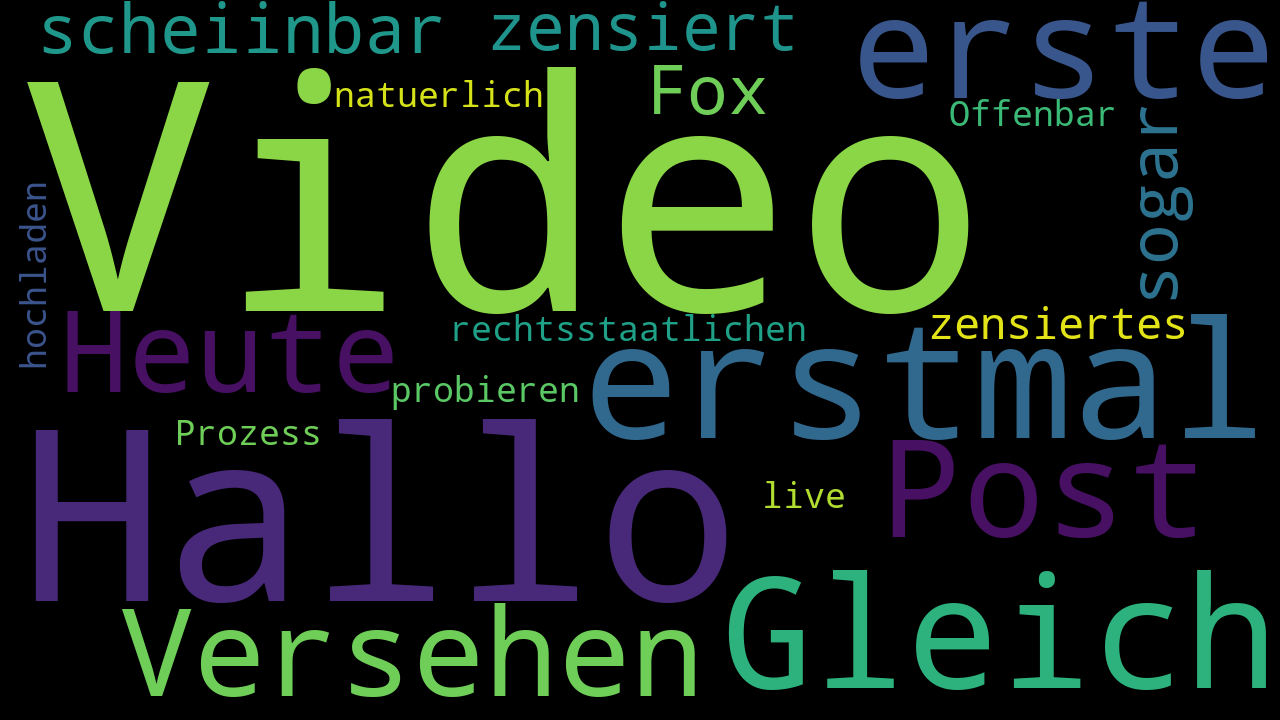 scheiinbar
zensiert
erste
Fox
natuerlich
Offenbar
sogar
Video
hochladen
Heute
rechtsstaatlichen
zensiertes
erstmal
probieren
Prozess
Hallo
Post
live
Gleich
Versehen